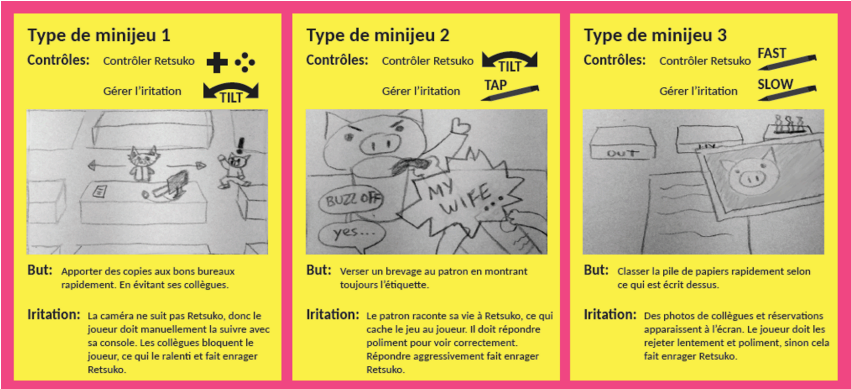 Type de minijeu 1
Contrôles: Contrôler Retsuko
Gérer l'iritation TILT
But: Apporter des copies aux bons bureaux
rapidement. En évitant ses collègues.
Iritation: La caméra ne suit pas Retsuko, donc le
joueur doit manuellement la suivre avec
sa console. Les collègues bloquent le
joueur, ce qui le ralenti et fait enrager
Retsuko.
Type de minijeu 2
Contrôles: Contrôler Retsuko TILT
Gérer l'iritation TAP
BUZZ OFF
yes...
MY
WIFE...
But: Verser un brevage au patron en montrant
toujours l'étiquette.
Iritation: Le patron raconte sa vie à Retsuko, ce qui
cache le jeu au joueur. Il doit répondre
poliment pour voir correctement.
Répondre aggressivement fait enrager
Retsuko.
Type de minijeu 3
Contrôles: Contrôler Retsuko FAST
Gérer l'iritation SLOW
OUT
But: Classer la pile de papiers rapidement selon
ce qui est écrit dessus.
Iritation: Des photos de collègues et réservations
apparaissent à l'écran. Le joueur doit les
rejeter lentement et poliment, sinon cela
fait enrager Retsuko.